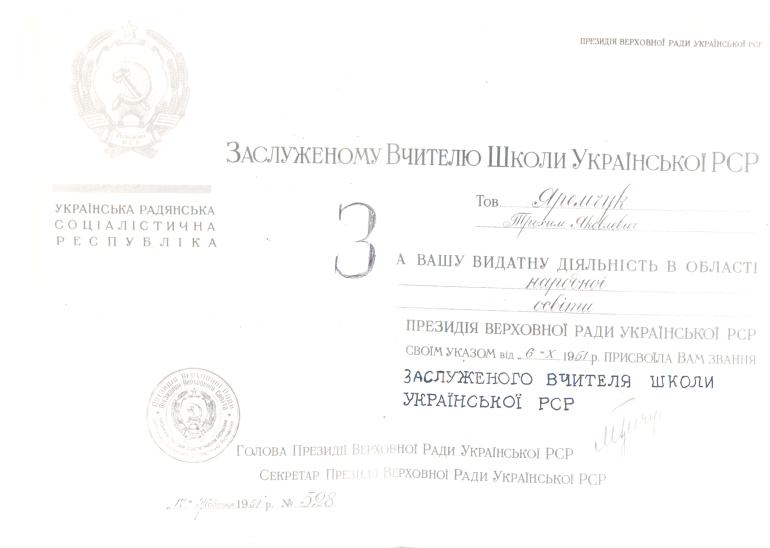 ПРЕЗИДІЯ ВЕРХОВНОЇ РАДИ УКРАЇНСЬКОЇ РСР
УКРАЇНСЬКА РАДЯНСЬКА
СОЦІАЛІСТИЧНА
РЕСПУБЛІКА
ЗАСЛУЖЕНОМУ ВЧИТЕЛЮ ШКОЛИ УКРАЇНСЬКОЇ РСР
Тов. Яремчук
Трохим Якович
ЗА ВАШУ ВИДАТНУ ДІЯЛЬНІСТЬ В ОБЛАСТІ
народної
освіти
ПРЕЗИДІЯ ВЕРХОВНОЇ РАДИ УКРАЇНСЬКОЇ РСР
СВОЇМ УКАЗОМ від „6"-X 1951 р. ПРИСВОЇЛА ВАМ ЗВАННЯ
ЗАСЛУЖЕНОГО ВЧИТЕЛЯ ШКОЛИ
УКРАЇНСЬКОЇ РСР
ГОЛОВА ПРЕЗИДІЇ ВЕРХОВНОЇ РАДИ УКРАЇНСЬКОЇ РСР
СЕКРЕТАР ПРЕЗИДІЇ ВЕРХОВНОЇ РАДИ УКРАЇНСЬКОЇ РСР
„17" жовтня 1951 р. № 528